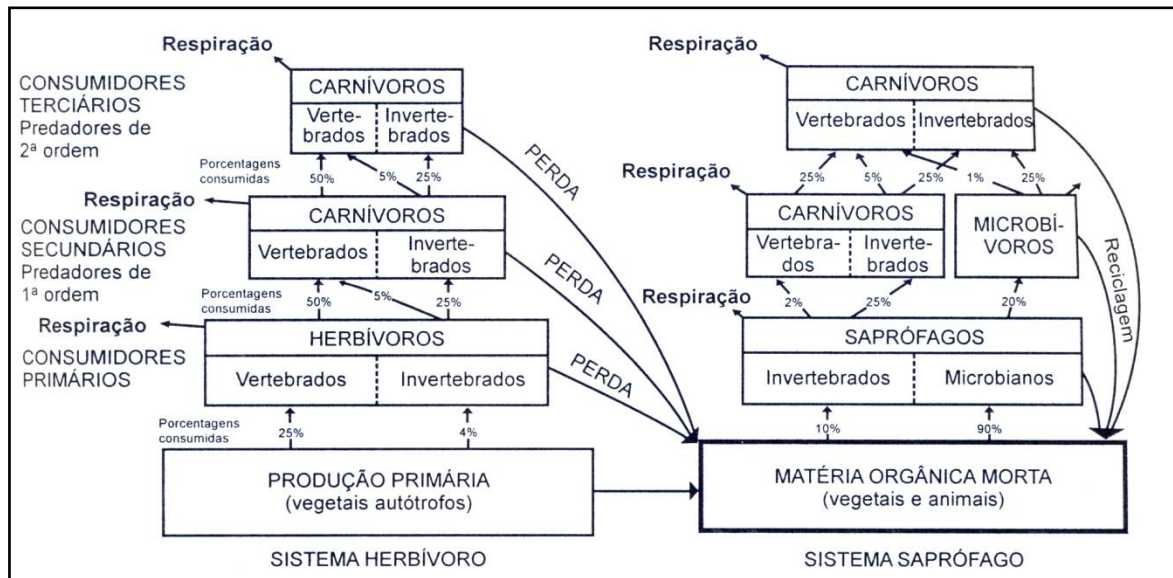 Respiração
CONSUMIDORES
TERCIÁRIOS
Predadores de
2ª ordem
CARNÍVOROS
Verte-
brados
Inverte-
brados
Porcentagens
consumidas
50%
5%
25%
PERDA
Respiração
CONSUMIDORES
SECUNDÁRIOS
Predadores de
1ª ordem
CARNÍVOROS
Vertebrados
Inverte-
brados
Porcentagens
consumidas
50%
5%
25%
PERDA
Respiração
CONSUMIDORES
PRIMÁRIOS
HERBÍVOROS
Vertebrados
Invertebrados
PERDA
Porcentagens
consumidas
25%
4%
PRODUÇÃO PRIMÁRIA
(vegetais autótrofos)
SISTEMA HERBÍVORO
Respiração
CARNÍVOROS
Vertebrados
Invertebrados
25%
5%
25%
1%
25%
Respiração
CARNÍVOROS
Vertebra-
dos
Inverte-
brados
MICROBÍ-
VOROS
Reciclagem
2%
25%
20%
Respiração
SAPRÓFAGOS
Invertebrados
Microbianos
10%
90%
MATÉRIA ORGÂNICA MORTA
(vegetais e animais)
SISTEMA SAPRÓFAGO